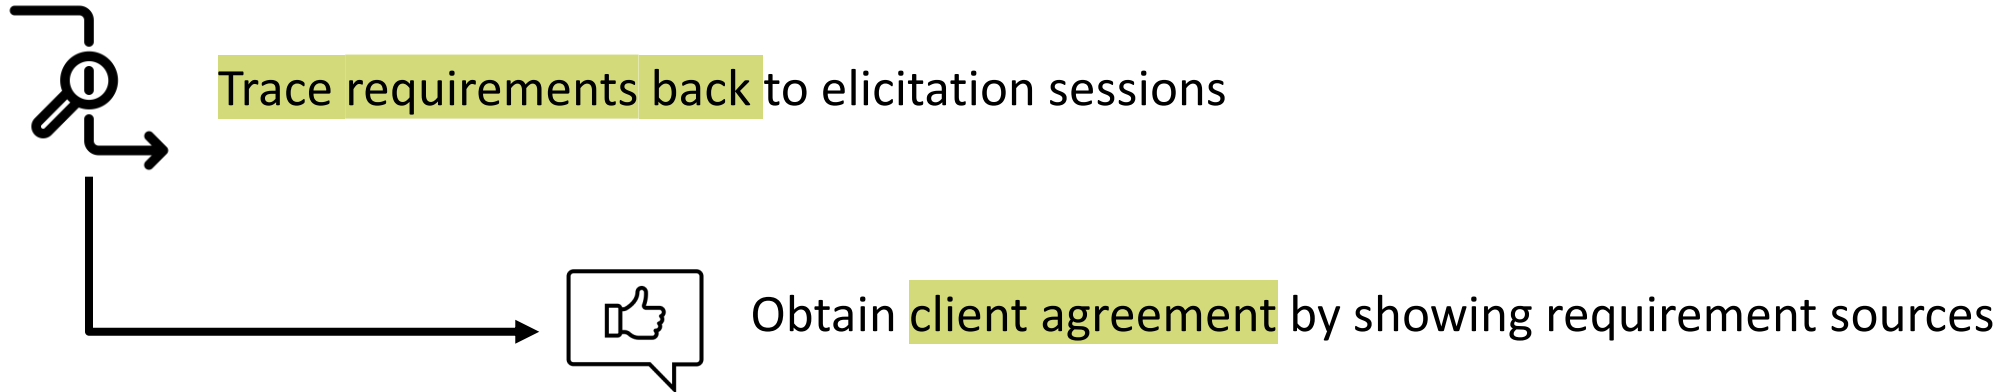 Trace requirements back to elicitation sessions
Obtain client agreement by showing requirement sources